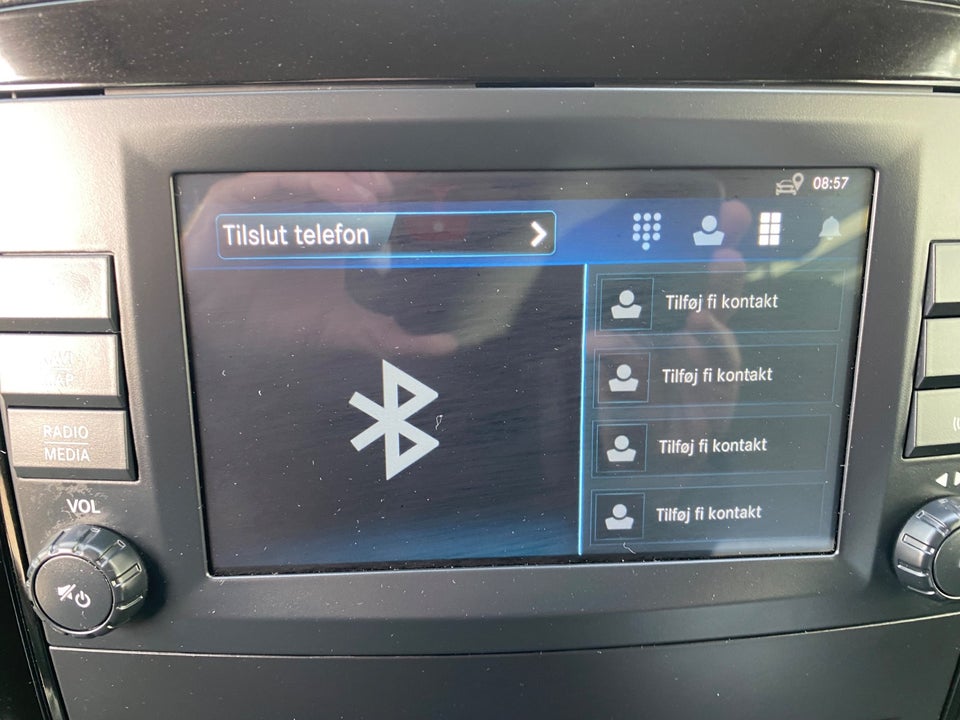 08:57
Tilslut telefon
Tilføj fi kontakt
Tilføj fi kontakt
Tilføj fi kontakt
Tilføj fi kontakt
RADIO
MEDIA
VOL